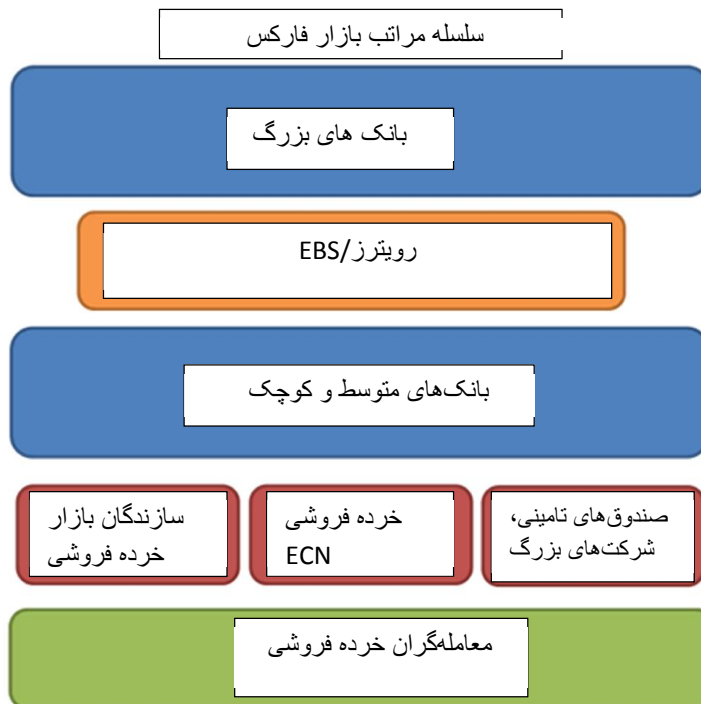 سلسله مراتب بازار فارکس
بانک های بزرگ
رویترز/EBS
بانک‌های متوسط و کوچک
صندوق‌های تامینی،
شرکت‌های بزرگ
خرده فروشی
ECN
سازندگان بازار
خرده فروشی
معامله‌گران خرده فروشی